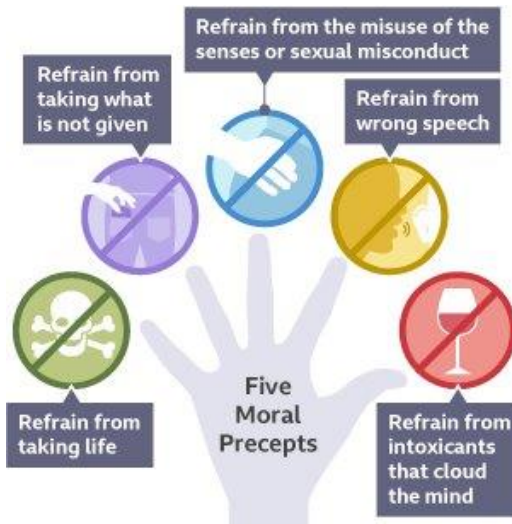 Refrain from the misuse of the
senses or sexual misconduct
Refrain from
taking what
is not given
Refrain from
wrong speech
Five
Moral
Precepts
Refrain from
taking life
Refrain from
intoxicants
that cloud
the mind